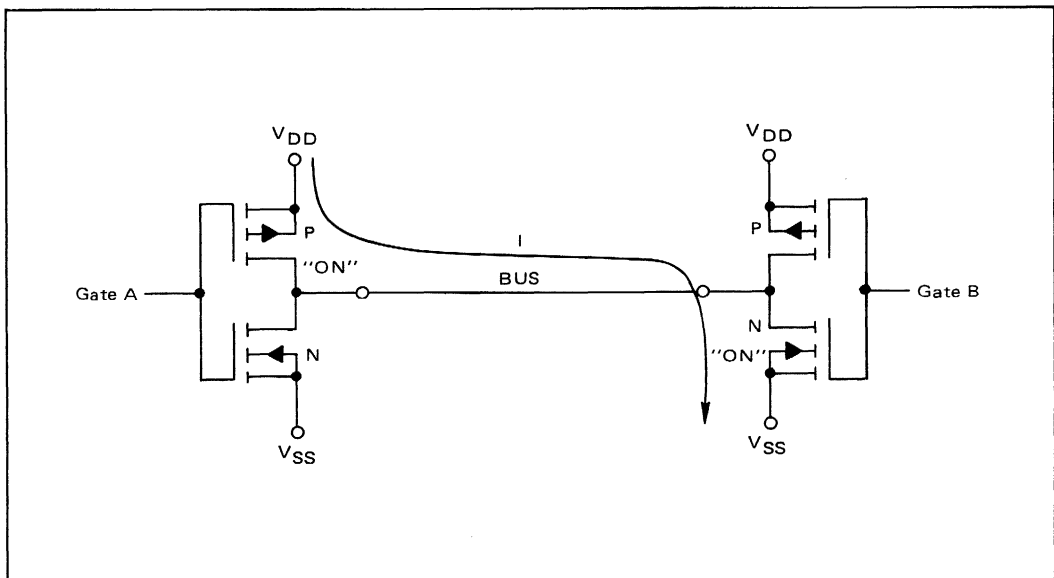 VDD
VDD
P
P
I
"ON"
BUS
Gate A
Gate B
N
N
"ON"
VSS
VSS